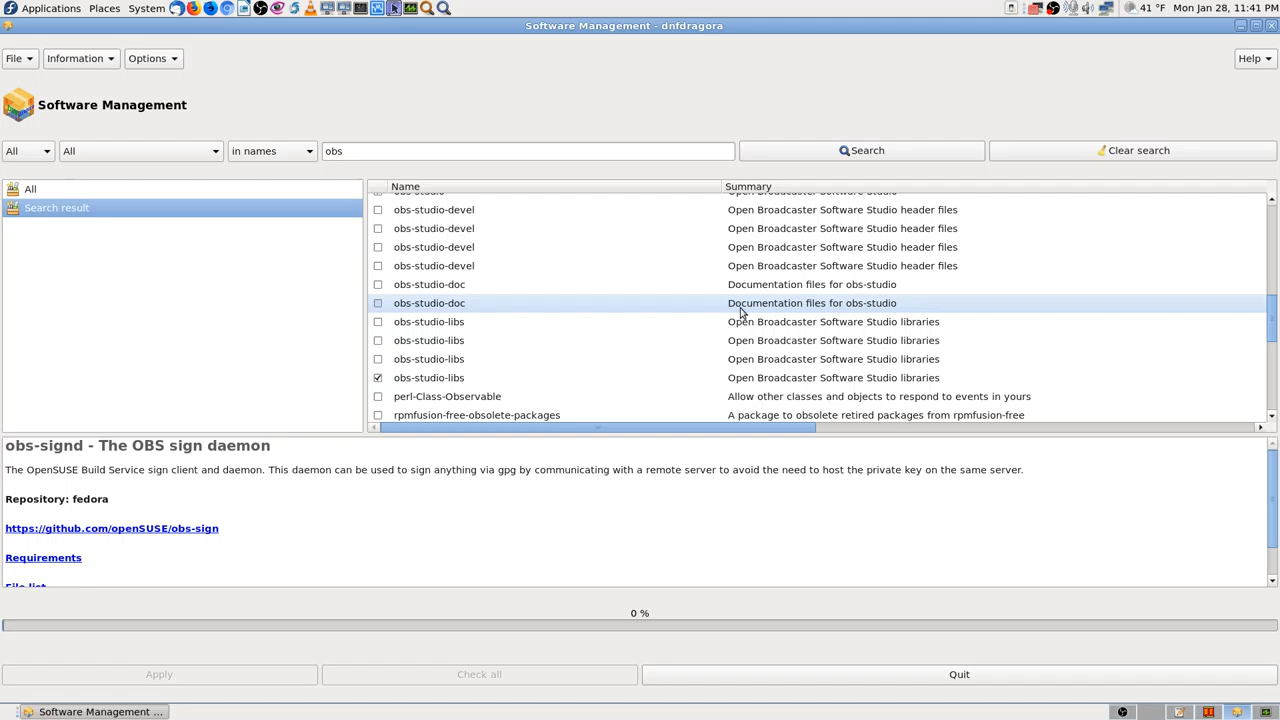 Applications Places System 41 °F Mon Jan 28, 11:41 PM
Software Management - dnfdragora
File Information Options Help
Software Management
All All in names obs Search Clear search
All
Search result
Name Summary
obs-studio Open Broadcaster Software Studio
obs-studio-devel Open Broadcaster Software Studio header files
obs-studio-devel Open Broadcaster Software Studio header files
obs-studio-devel Open Broadcaster Software Studio header files
obs-studio-devel Open Broadcaster Software Studio header files
obs-studio-doc Documentation files for obs-studio
obs-studio-doc Documentation files for obs-studio
obs-studio-libs Open Broadcaster Software Studio libraries
obs-studio-libs Open Broadcaster Software Studio libraries
obs-studio-libs Open Broadcaster Software Studio libraries
obs-studio-libs Open Broadcaster Software Studio libraries
perl-Class-Observable Allow other classes and objects to respond to events in yours
rpmfusion-free-obsolete-packages A package to obsolete retired packages from rpmfusion-free
obs-signd - The OBS sign daemon
The OpenSUSE Build Service sign client and daemon. This daemon can be used to sign anything via gpg by communicating with a remote server to avoid the need to host the private key on the same server.
Repository: fedora
https://github.com/openSUSE/obs-sign
Requirements
File list
0 %
Apply Check all Quit
Software Management ...